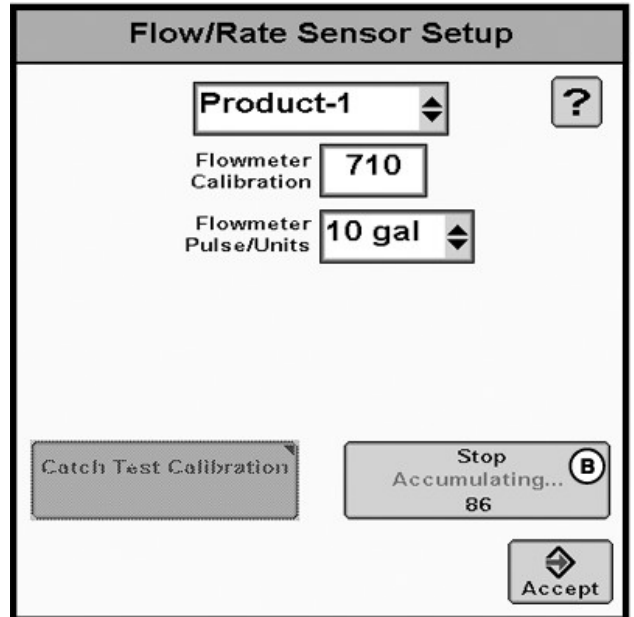 Flow/Rate Sensor Setup
Product-1
?
Flowmeter
Calibration
710
Flowmeter
Pulse/Units
10 gal
Catch Test Calibration
Stop
Accumulating...
86
B
Accept